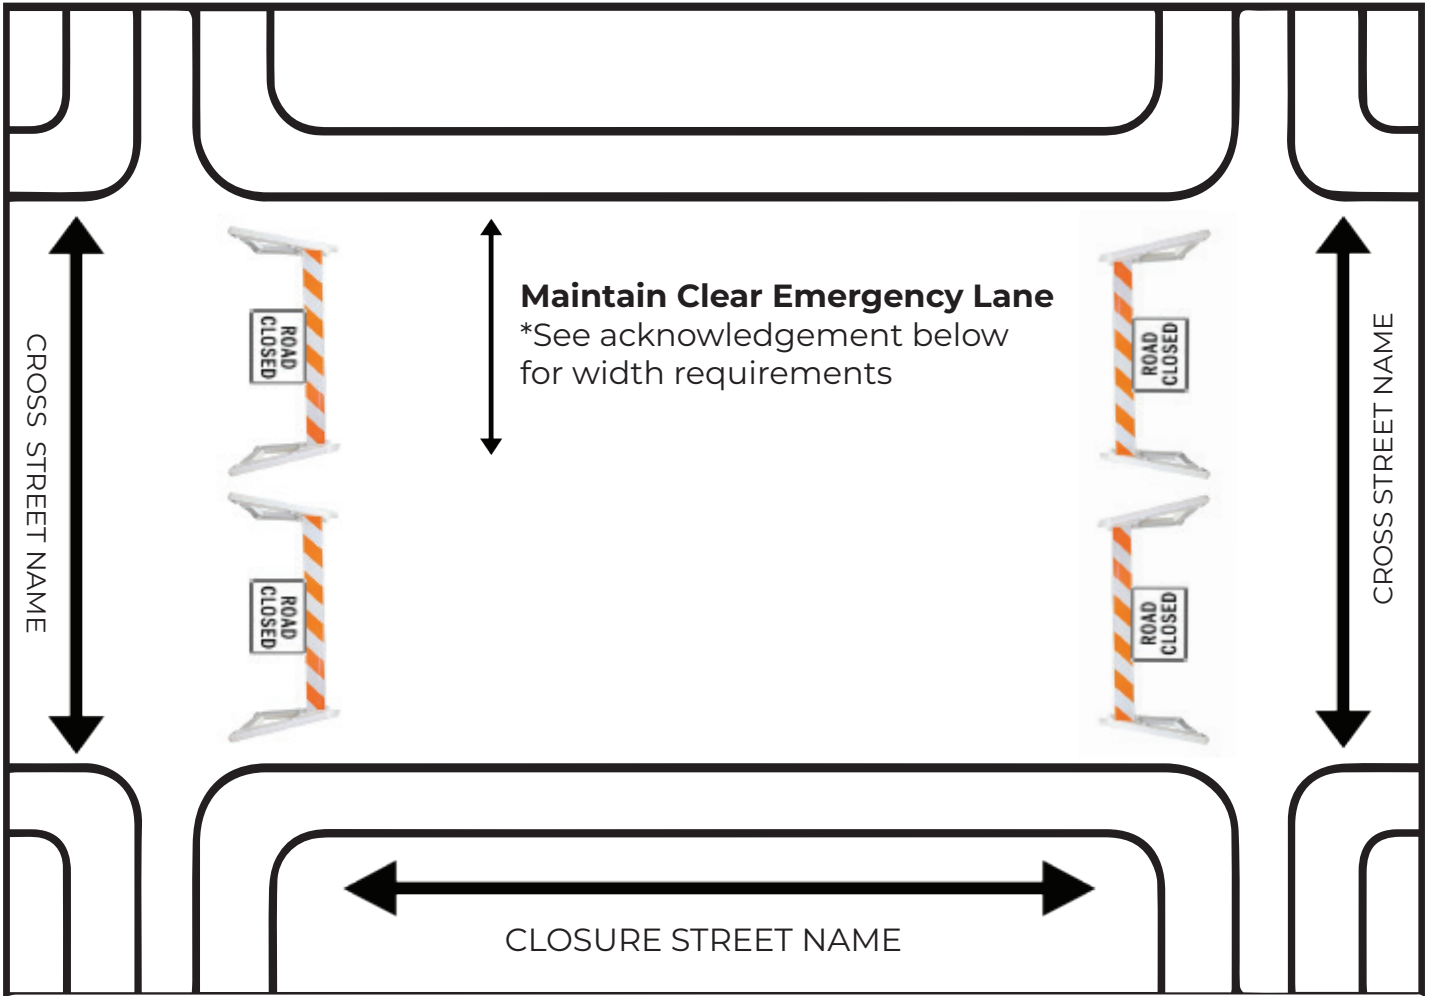 Maintain Clear Emergency Lane
*See acknowledgement below
for width requirements
ROAD
CLOSED
ROAD
CLOSED
ROAD
CLOSED
ROAD
CLOSED
CROSS STREET NAME
CROSS STREET NAME
CLOSURE STREET NAME